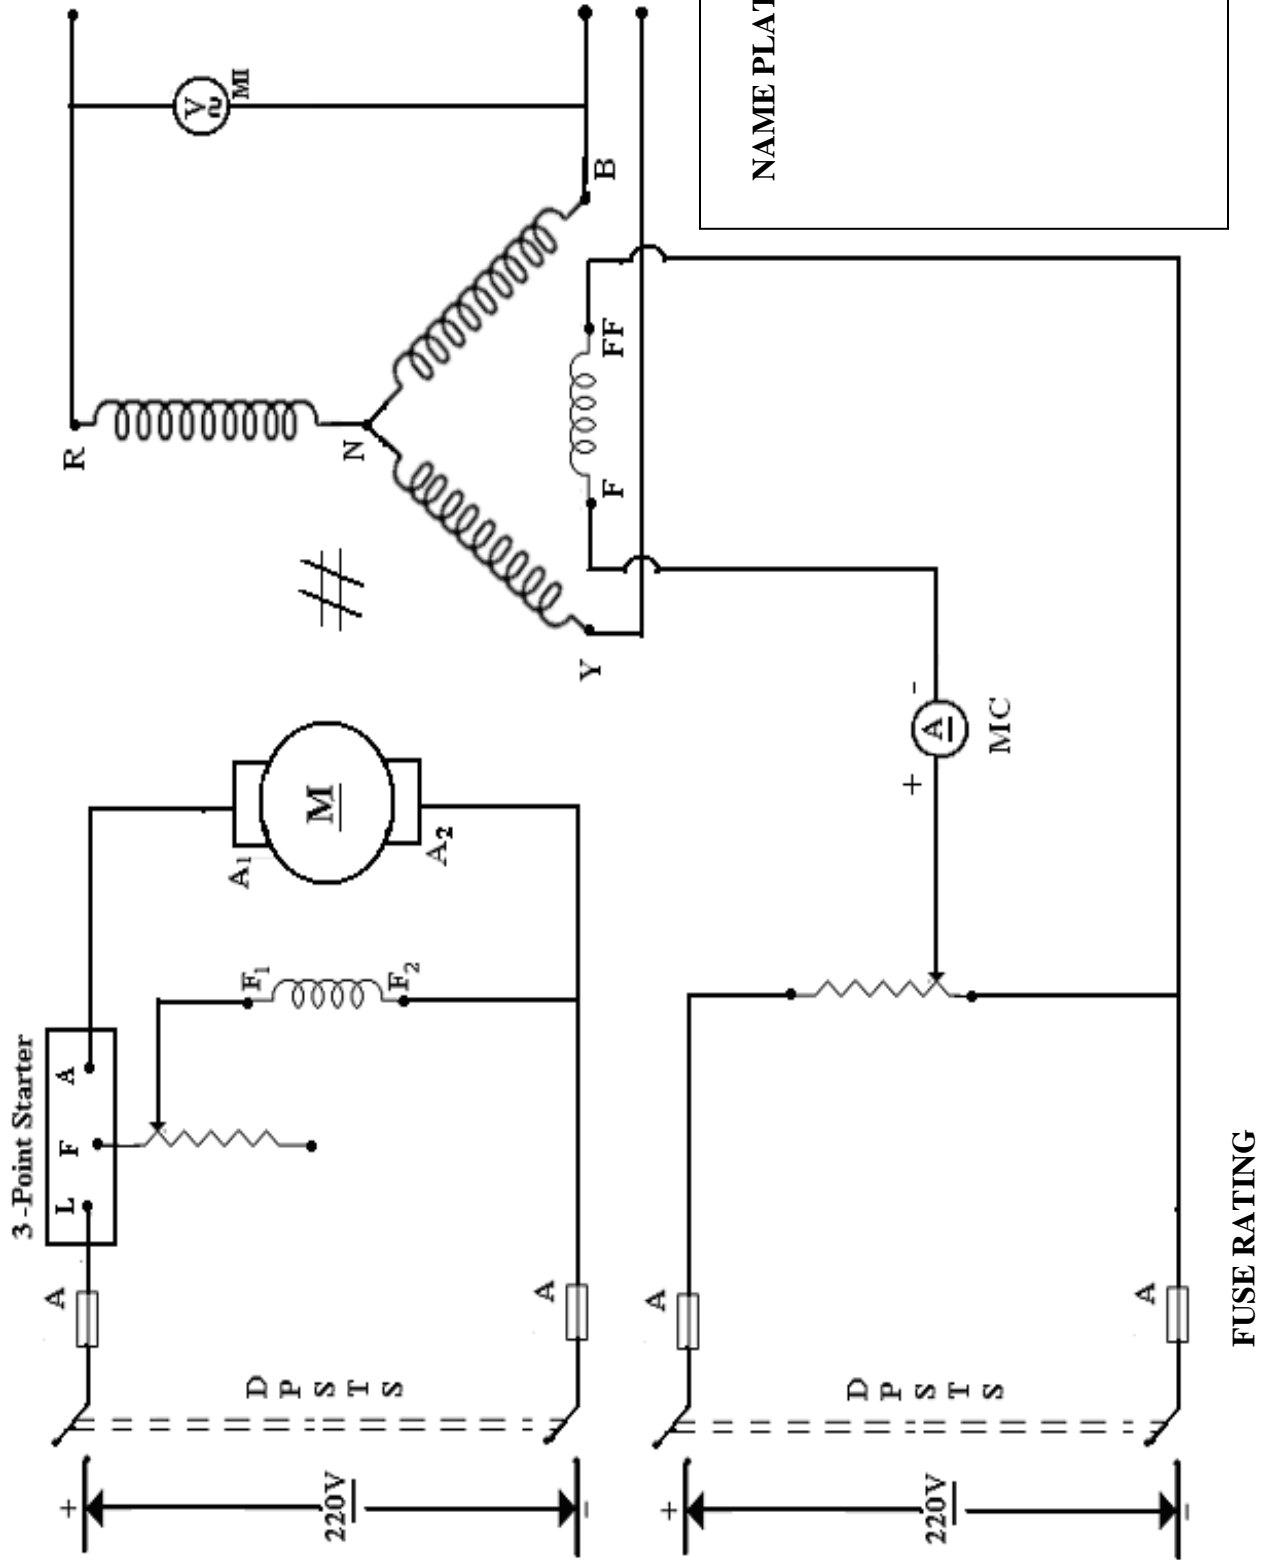 3 -Point Starter
L F A
A
A
D
P
S
T
S
+
220V
-
F1
F2
A1
M
A2
R
N
Y
B
F FF
V
MI
A
A
D
P
S
T
S
+
220V
-
+ -
A
MC
NAME PLAT
FUSE RATING